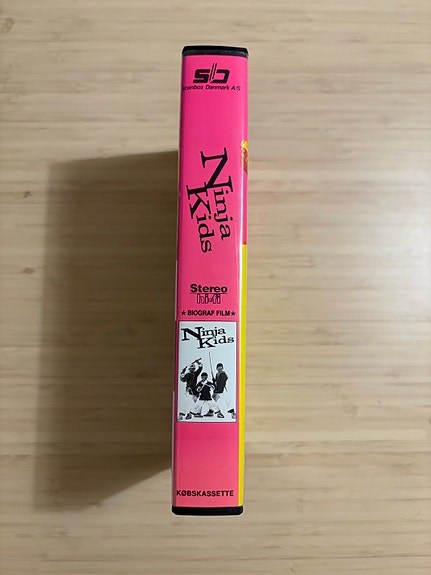 SB
Scanbox Danmark A/S
Ninja
Kids
Stereo
hi-fi
★ BIOGRAF FILM ★
Ninja
Kids
KØBSKASSETTE